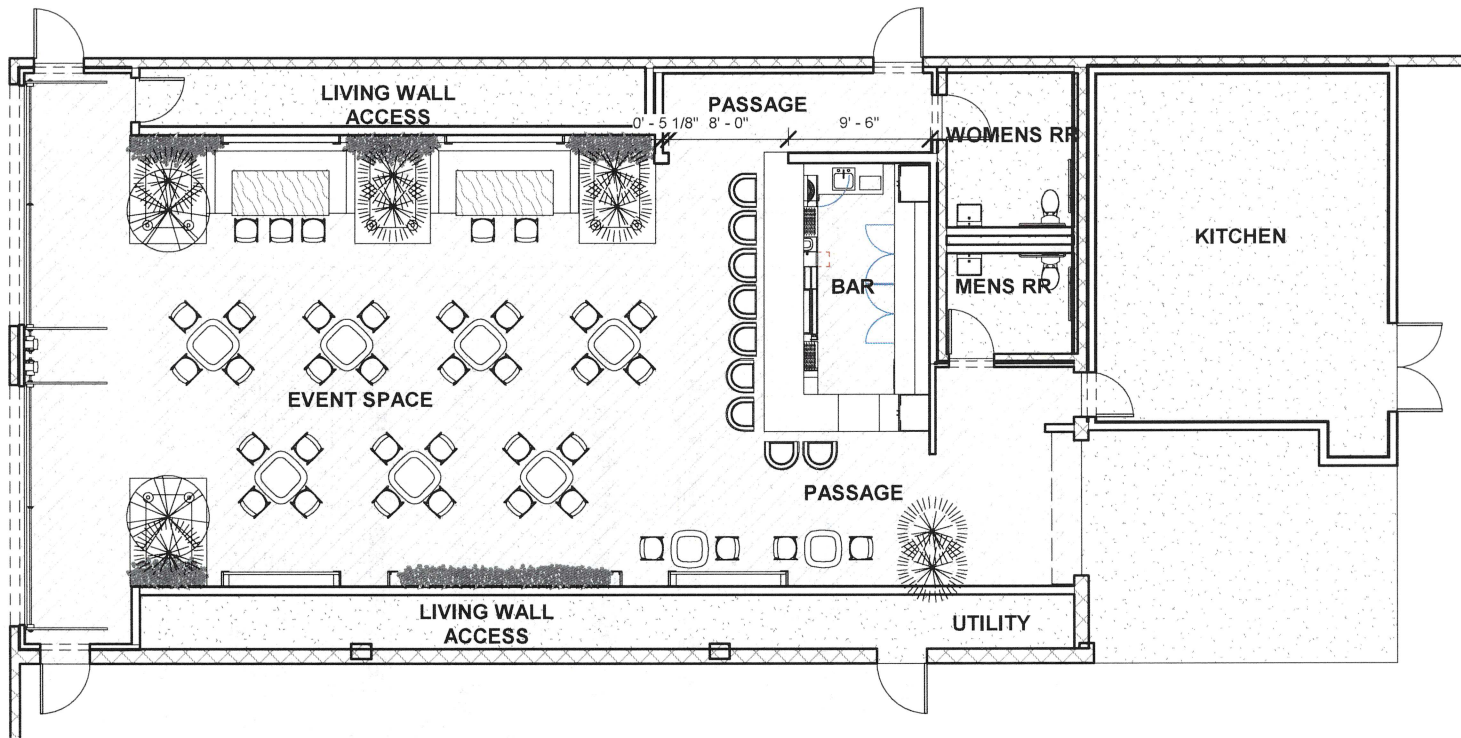 LIVING WALL
ACCESS
PASSAGE
0' - 5 1/8" 8' - 0" 9' - 6"
WOMENS RR
KITCHEN
BAR
MENS RR
EVENT SPACE
PASSAGE
LIVING WALL
ACCESS
UTILITY